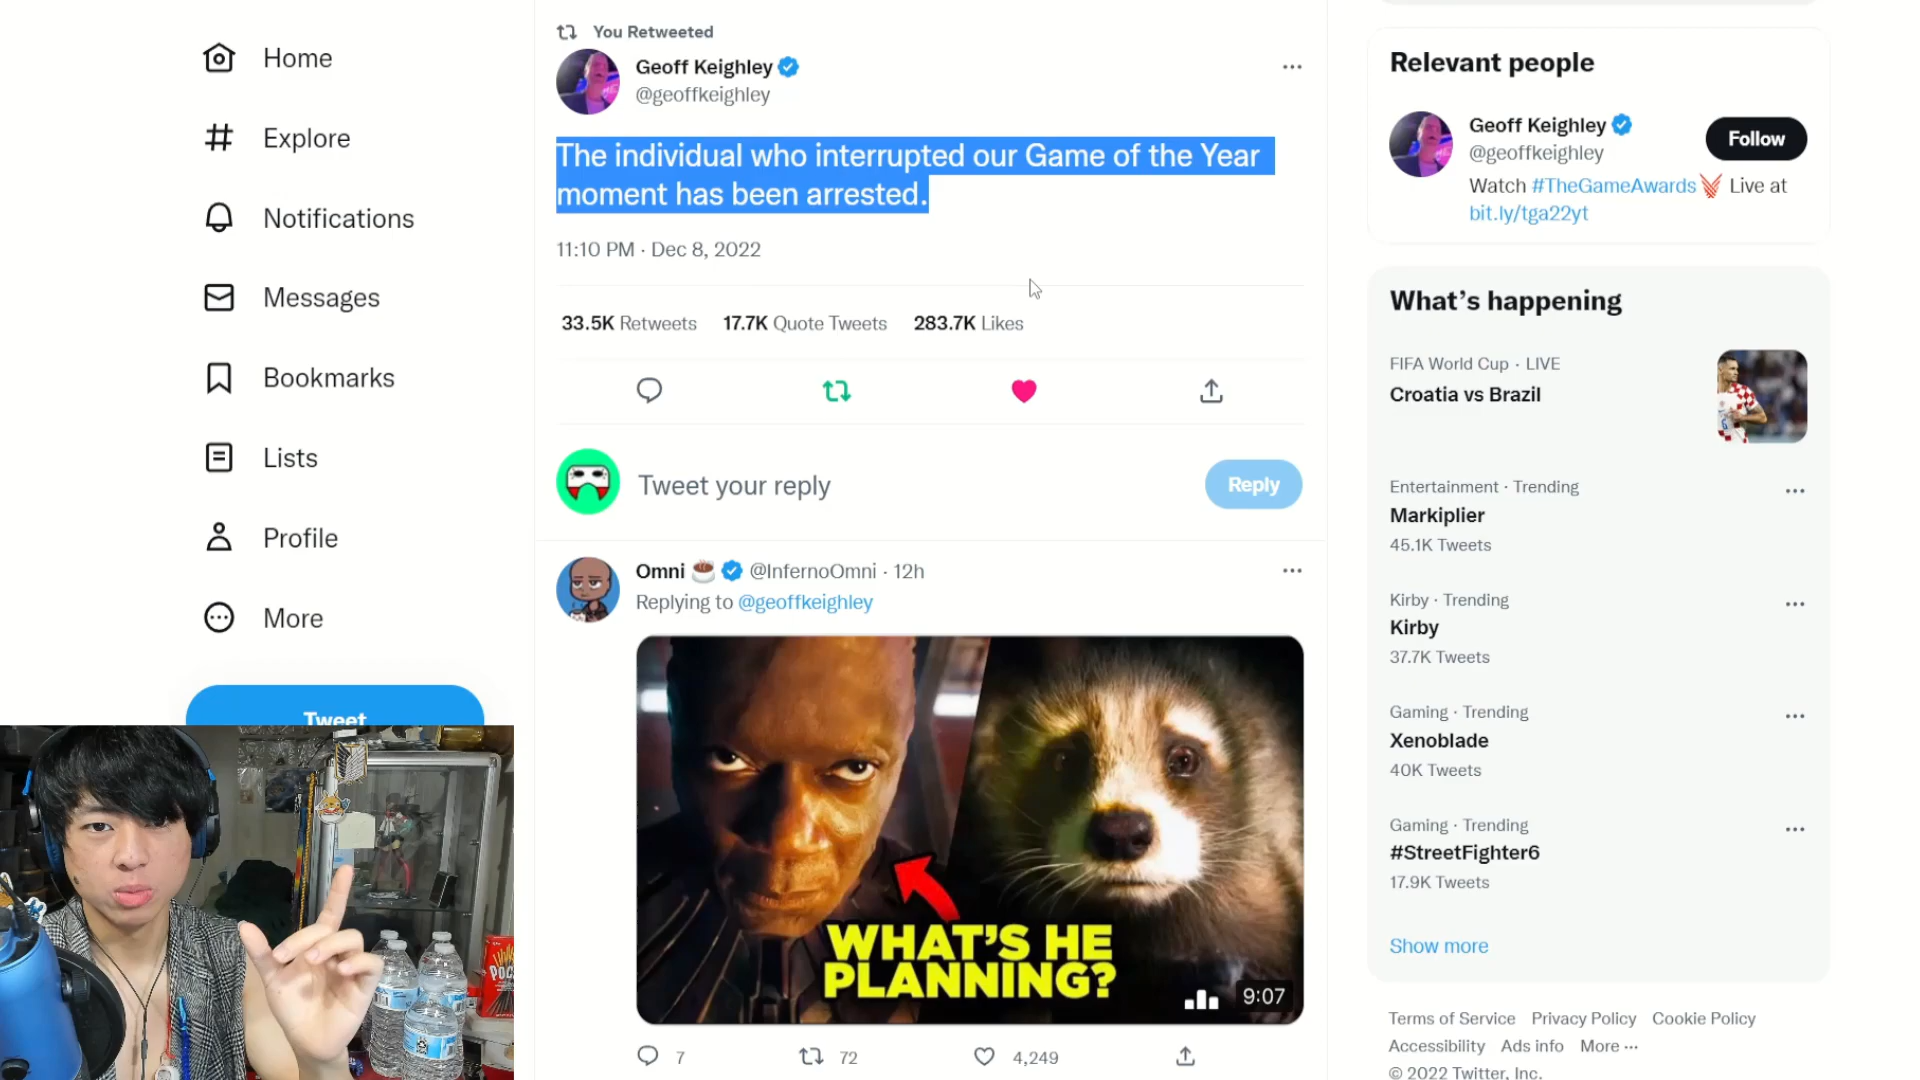 Home
Explore
Notifications
Messages
Bookmarks
Lists
Profile
More
Tweet
You Retweeted
Geoff Keighley
@geoffkeighley
The individual who interrupted our Game of the Year
moment has been arrested.
11:10 PM · Dec 8, 2022
33.5K Retweets 17.7K Quote Tweets 283.7K Likes
Tweet your reply
Reply
Omni @InfernoOmni · 12h
Replying to @geoffkeighley
WHAT'S HE
PLANNING?
9:07
7 72 4,249
Relevant people
Geoff Keighley
@geoffkeighley
Follow
Watch #TheGameAwards Live at
bit.ly/tga22yt
What's happening
FIFA World Cup · LIVE
Croatia vs Brazil
Entertainment · Trending
Markiplier
45.1K Tweets
Kirby · Trending
Kirby
37.7K Tweets
Gaming · Trending
Xenoblade
40K Tweets
Gaming · Trending
#StreetFighter6
17.9K Tweets
Show more
Terms of Service Privacy Policy Cookie Policy
Accessibility Ads info More ···
© 2022 Twitter, Inc.